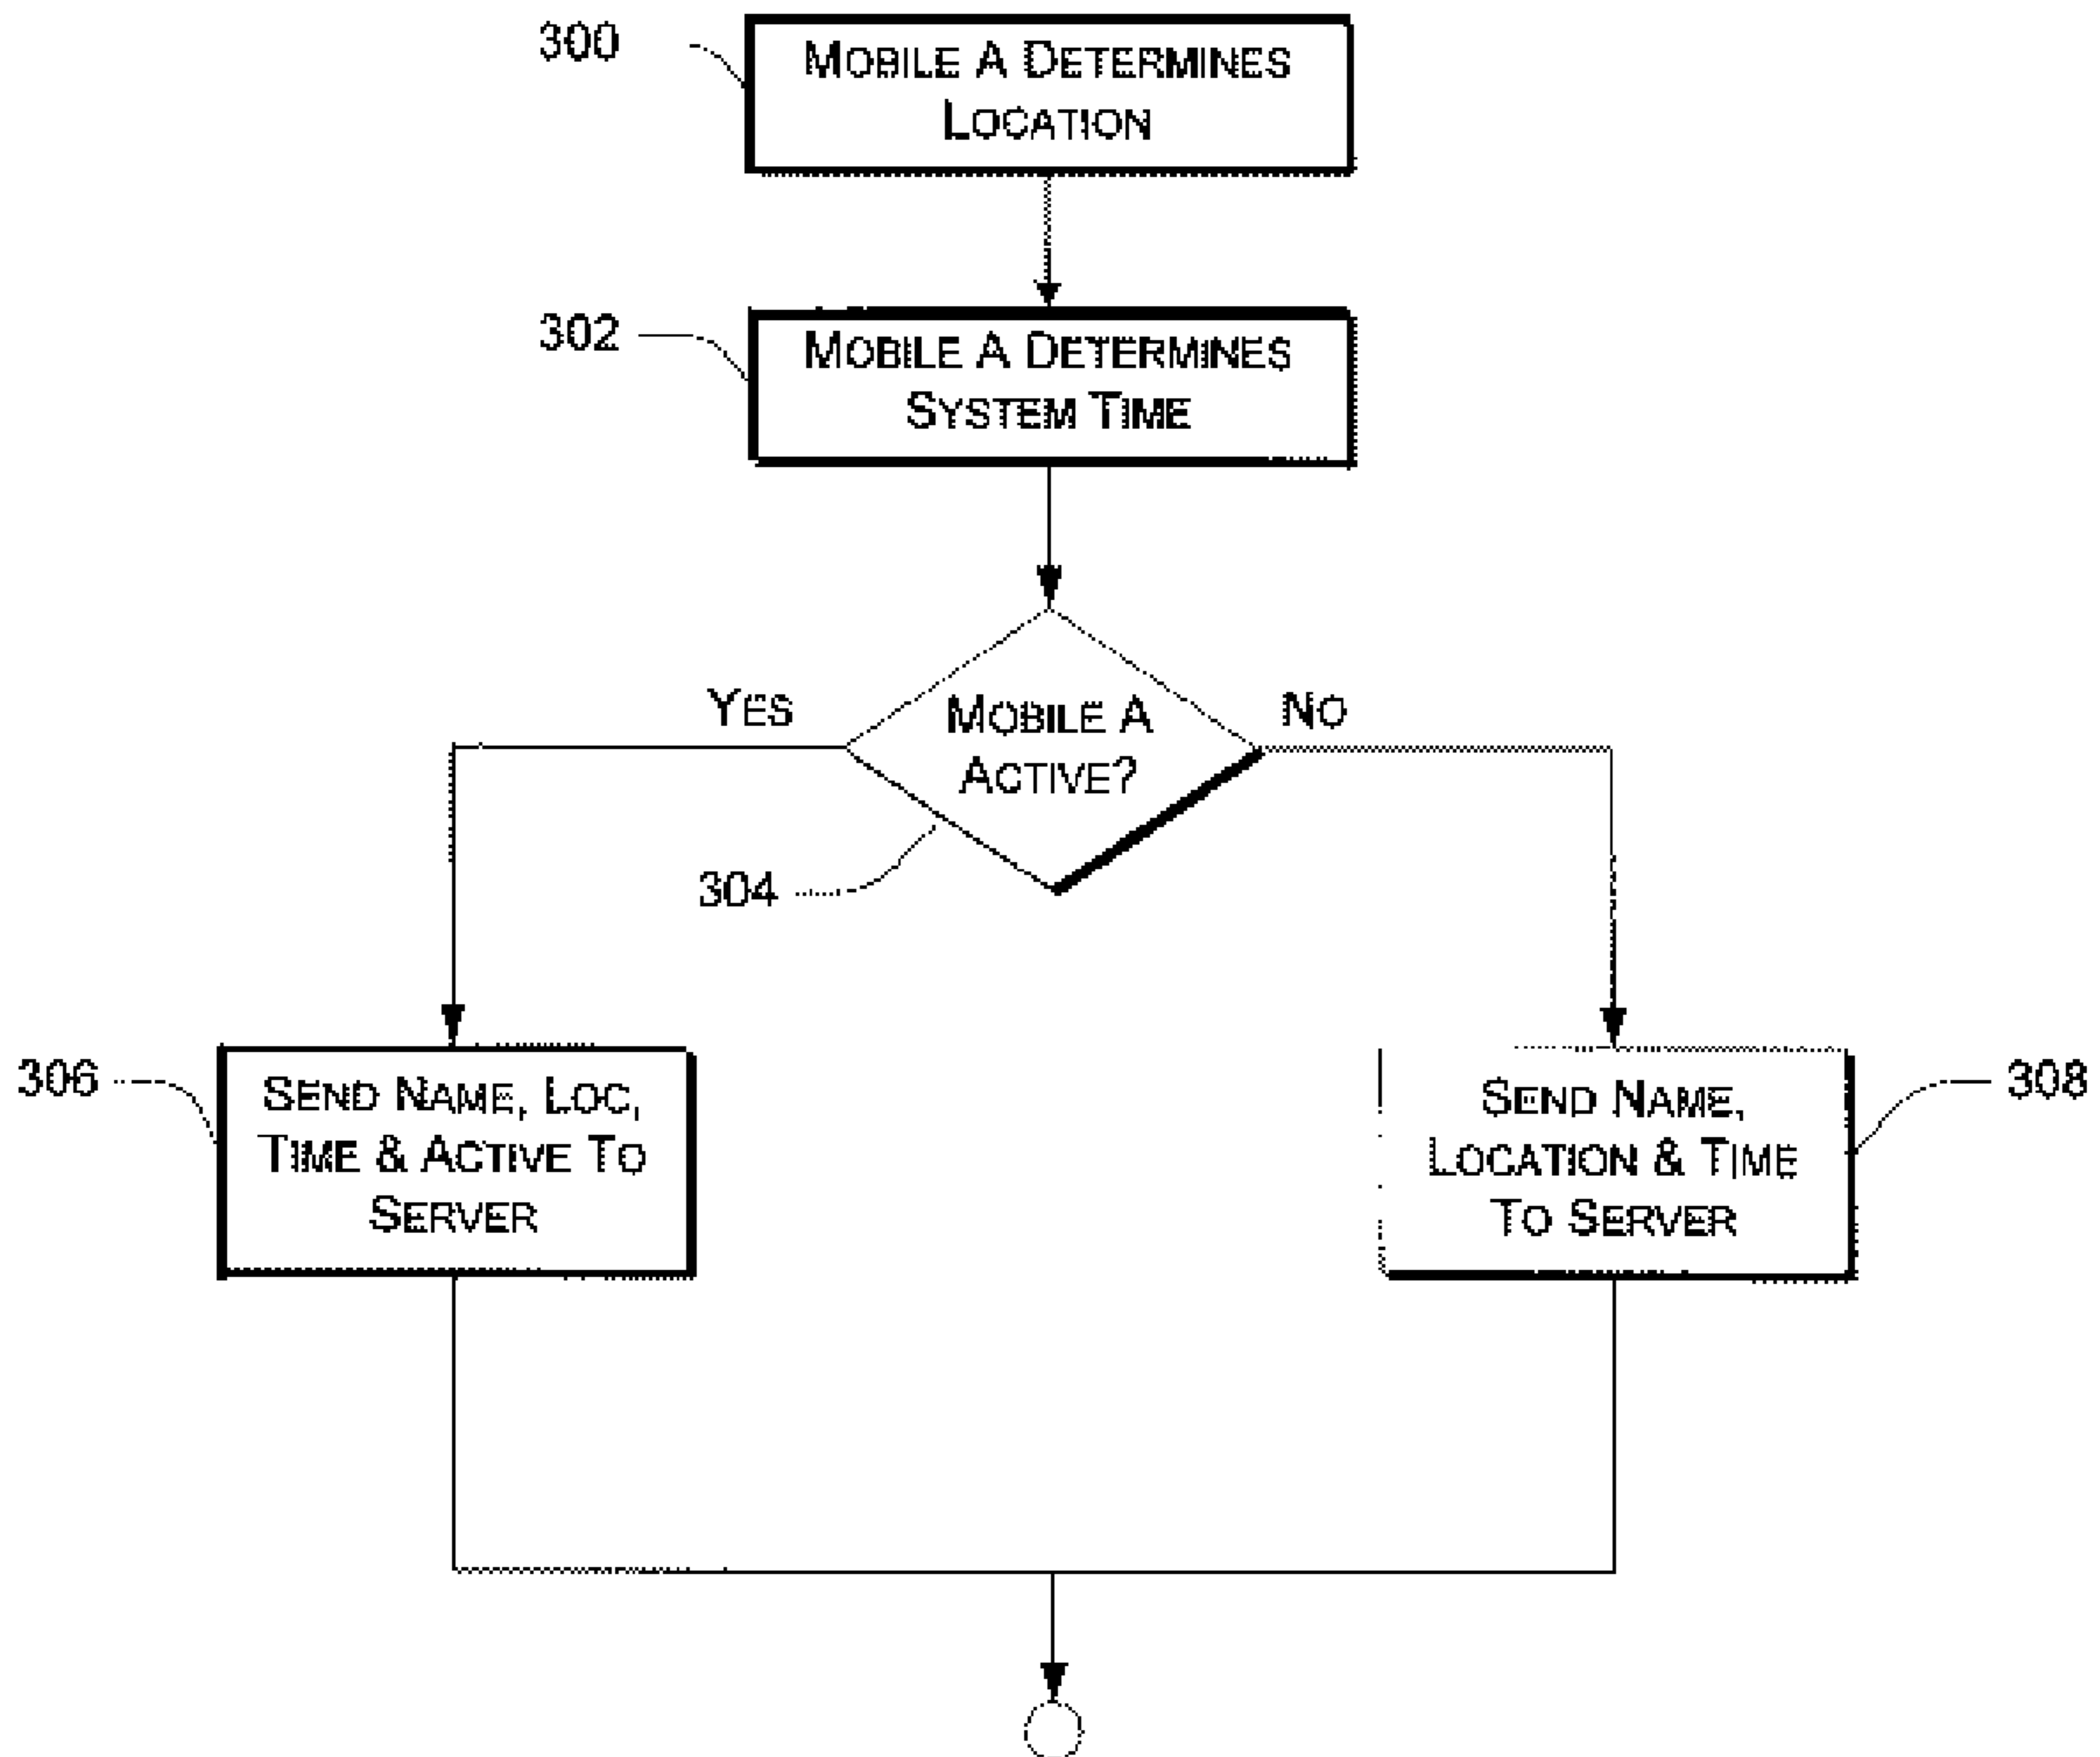 300
MOBILE A DETERMINES
LOCATION
302
MOBILE A DETERMINES
SYSTEM TIME
YES
MOBILE A
ACTIVE?
NO
304
306
SEND NAME, LOC,
TIME & ACTIVE TO
SERVER
SEND NAME,
LOCATION & TIME
TO SERVER
308